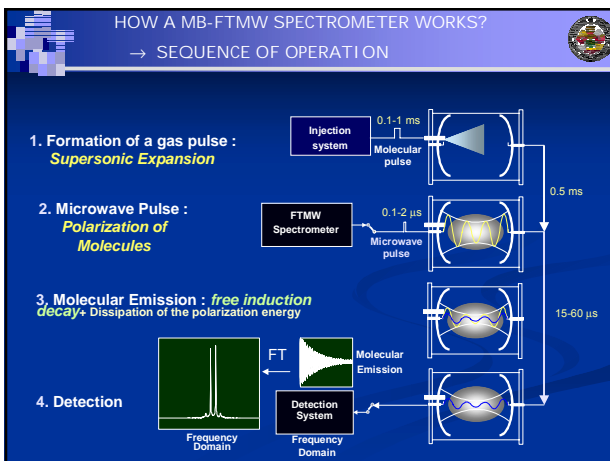 HOW A MB-FTMW SPECTROMETER WORKS?
→ SEQUENCE OF OPERATION
1. Formation of a gas pulse :
Supersonic Expansion
Injection
system
0.1-1 ms
Molecular
pulse
0.5 ms
2. Microwave Pulse :
Polarization of
Molecules
FTMW
Spectrometer
0.1-2 μs
Microwave
pulse
3. Molecular Emission : free induction
decay+ Dissipation of the polarization energy
15-60 μs
FT
Molecular
Emission
4. Detection
Detection
System
Frequency
Domain
Frequency
Domain